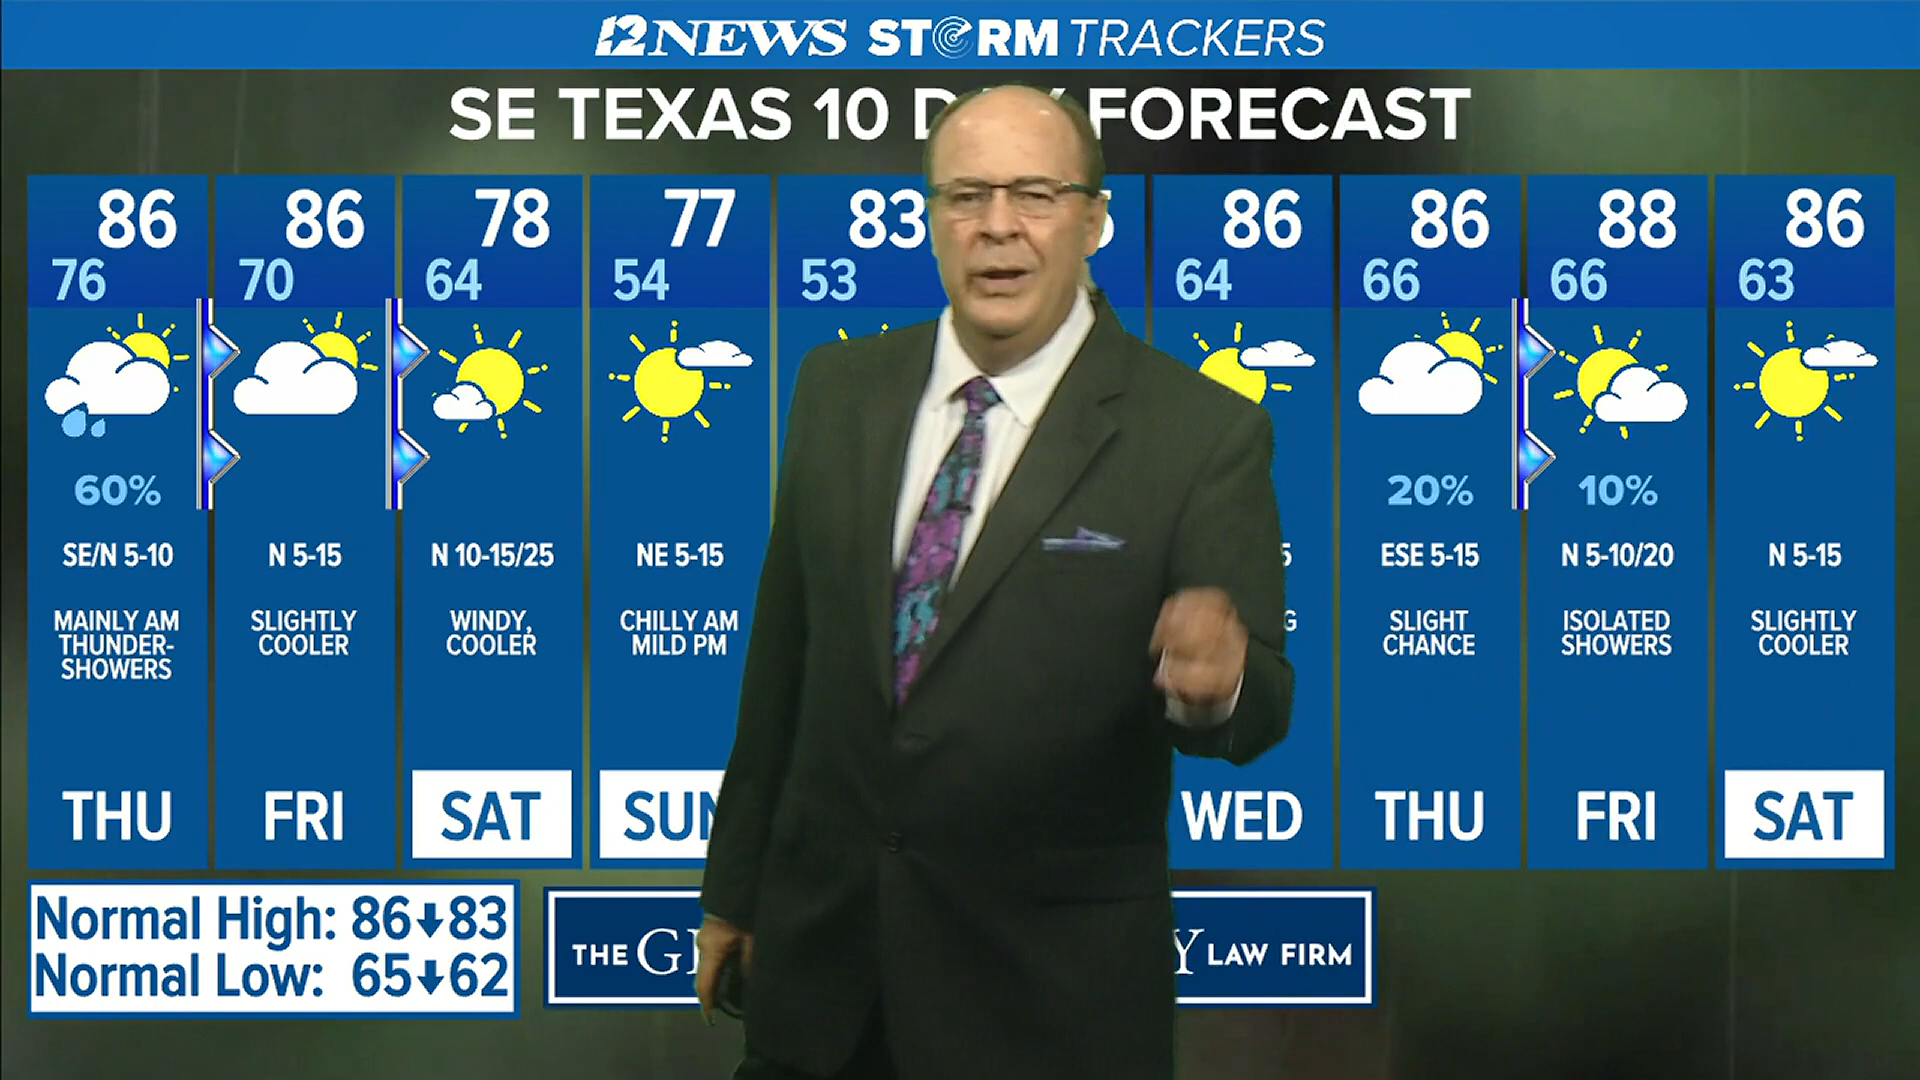 12NEWS STORM TRACKERS
SE TEXAS 10 FORECAST
86 86 78 77 83 86 86 88 86
76 70 64 54 53 64 66 66 63
60% 20% 10%
SE/N 5-10 N 5-15 N 10-15/25 NE 5-15 ESE 5-15 N 5-10/20 N 5-15
MAINLY AM SLIGHTLY WINDY, CHILLY AM SLIGHT ISOLATED SLIGHTLY
THUNDER- COOLER COOLER MILD PM CHANCE SHOWERS COOLER
SHOWERS
THU FRI SAT SUN WED THU FRI SAT
Normal High: 86↓83
Normal Low: 65↓62
THE LAW FIRM